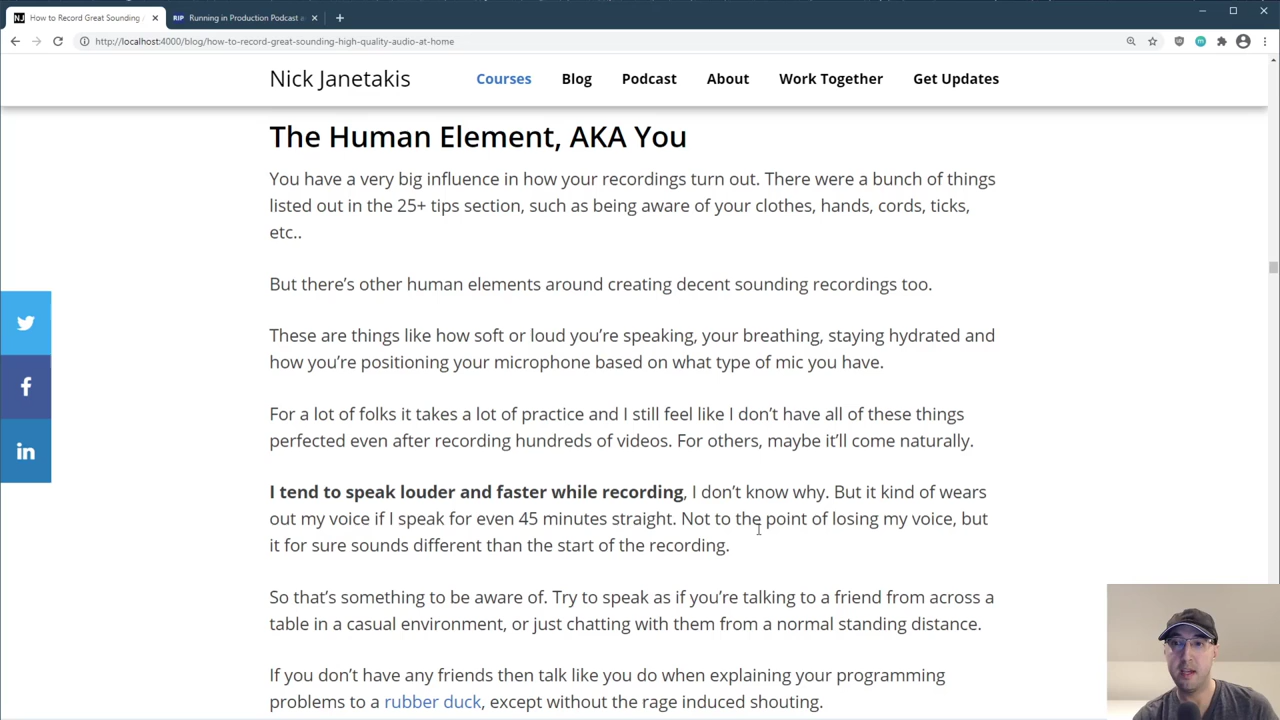 NJ How to Record Great Sounding
RIP Running in Production Podcast
http://localhost:4000/blog/how-to-record-great-sounding-high-quality-audio-at-home
Nick Janetakis Courses Blog Podcast About Work Together Get Updates
The Human Element, AKA You
You have a very big influence in how your recordings turn out. There were a bunch of things
listed out in the 25+ tips section, such as being aware of your clothes, hands, cords, ticks,
etc..
But there’s other human elements around creating decent sounding recordings too.
These are things like how soft or loud you’re speaking, your breathing, staying hydrated and
how you’re positioning your microphone based on what type of mic you have.
For a lot of folks it takes a lot of practice and I still feel like I don’t have all of these things
perfected even after recording hundreds of videos. For others, maybe it’ll come naturally.
I tend to speak louder and faster while recording, I don’t know why. But it kind of wears
out my voice if I speak for even 45 minutes straight. Not to the point of losing my voice, but
it for sure sounds different than the start of the recording.
So that’s something to be aware of. Try to speak as if you’re talking to a friend from across a
table in a casual environment, or just chatting with them from a normal standing distance.
If you don’t have any friends then talk like you do when explaining your programming
problems to a rubber duck, except without the rage induced shouting.